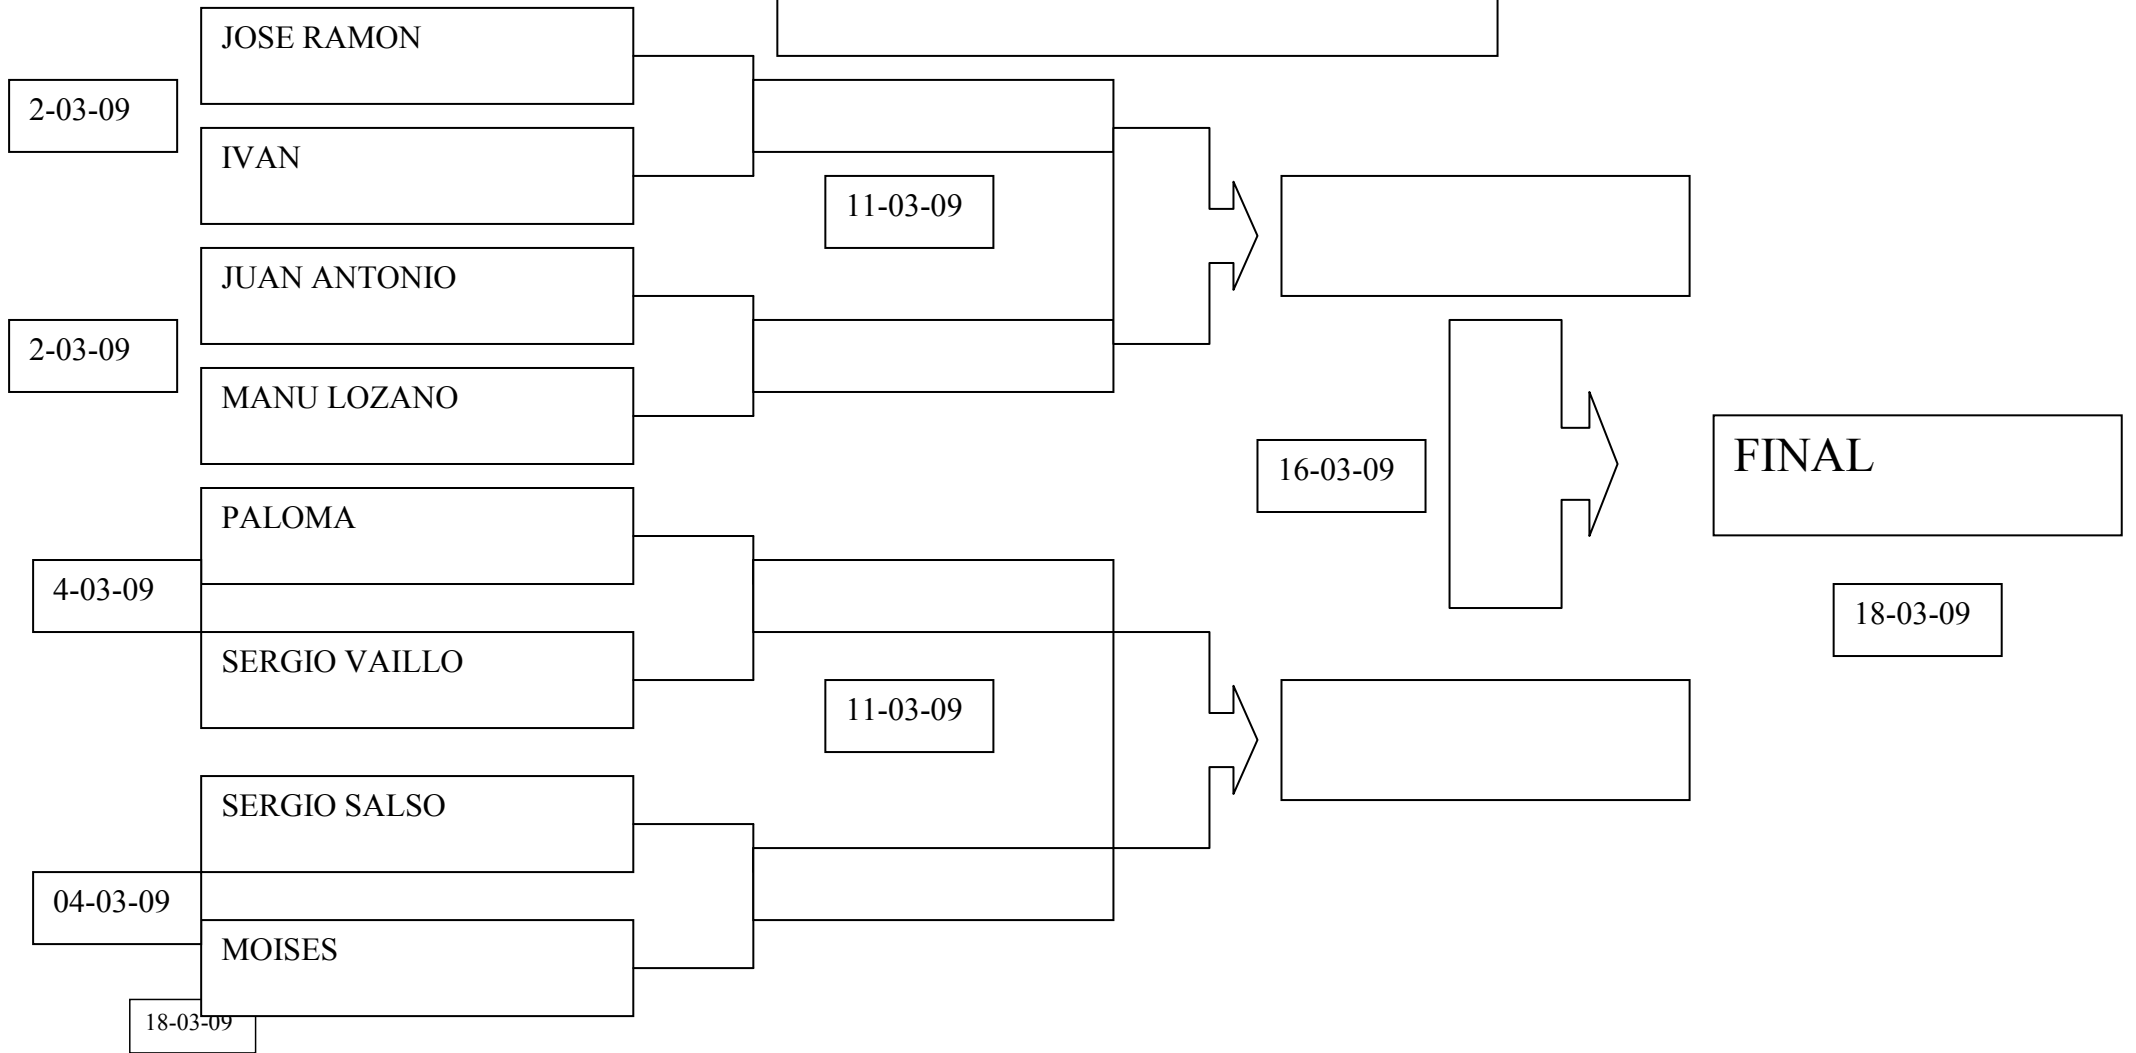 JOSE RAMON
2-03-09
IVAN
11-03-09
JUAN ANTONIO
2-03-09
MANU LOZANO
16-03-09
FINAL
PALOMA
4-03-09
18-03-09
SERGIO VAILLO
11-03-09
SERGIO SALSO
04-03-09
MOISES
18-03-09